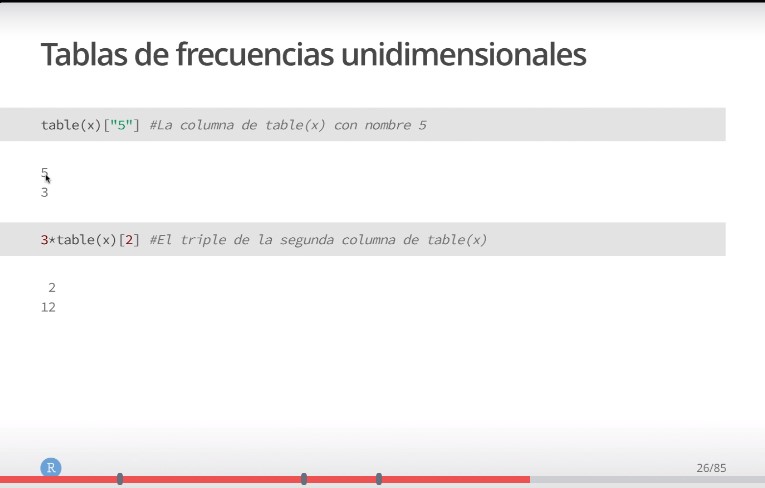 Tablas de frecuencias unidimensionales
table(x)["5"] #La columna de table(x) con nombre 5
5
3
3*table(x)[2] #El triple de la segunda columna de table(x)
2
12
R
26/85